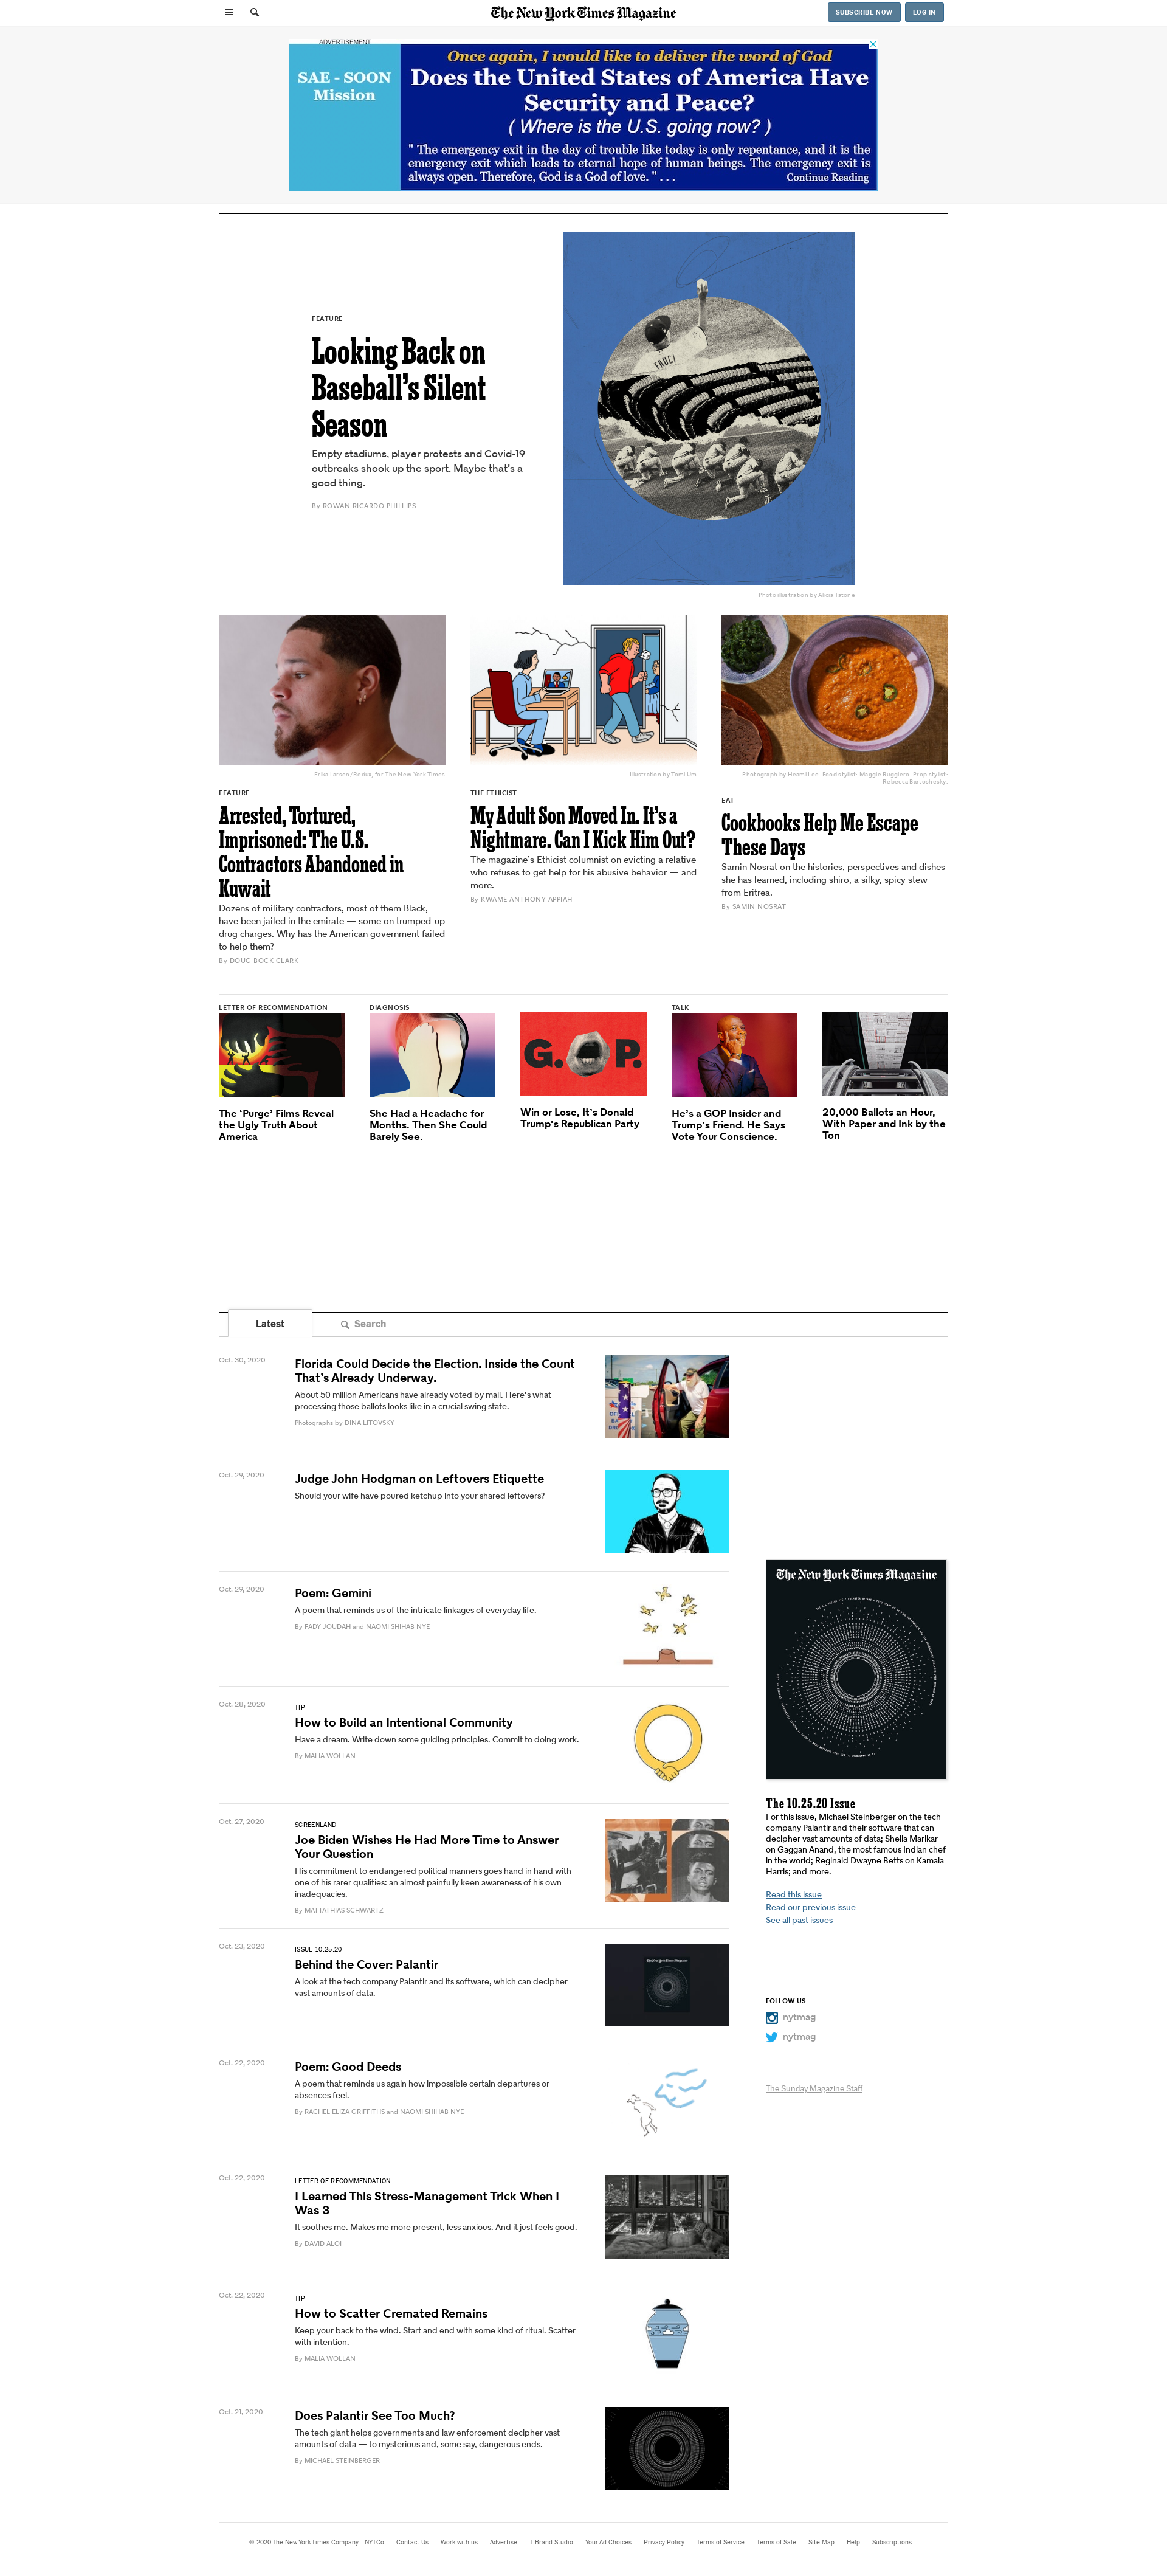 The New York Times Magazine
SUBSCRIBE NOW
LOG IN
ADVERTISEMENT
SAE - SOON
Mission
Once again, I would like to deliver the word of God
Does the United States of America Have
Security and Peace?
( Where is the U.S. going now? )
" The emergency exit in the day of trouble like today is only repentance, and it is the
emergency exit which leads to eternal hope of human beings. The emergency exit is
always open. Therefore, God is a God of love. " . . .
Continue Reading
FEATURE
Looking Back on
Baseball’s Silent
Season
Empty stadiums, player protests and Covid-19
outbreaks shook up the sport. Maybe that’s a
good thing.
By ROWAN RICARDO PHILLIPS
FAUCI
Photo illustration by Alicia Tatone
Erika Larsen/Redux, for The New York Times
FEATURE
Arrested, Tortured,
Imprisoned: The U.S.
Contractors Abandoned in
Kuwait
Dozens of military contractors, most of them Black,
have been jailed in the emirate — some on trumped-up
drug charges. Why has the American government failed
to help them?
By DOUG BOCK CLARK
Illustration by Tomi Um
THE ETHICIST
My Adult Son Moved In. It’s a
Nightmare. Can I Kick Him Out?
The magazine’s Ethicist columnist on evicting a relative
who refuses to get help for his abusive behavior — and
more.
By KWAME ANTHONY APPIAH
Photograph by Heami Lee. Food stylist: Maggie Ruggiero. Prop stylist:
Rebecca Bartoshesky.
EAT
Cookbooks Help Me Escape
These Days
Samin Nosrat on the histories, perspectives and dishes
she has learned, including shiro, a silky, spicy stew
from Eritrea.
By SAMIN NOSRAT
LETTER OF RECOMMENDATION
The ‘Purge’ Films Reveal
the Ugly Truth About
America
DIAGNOSIS
She Had a Headache for
Months. Then She Could
Barely See.
G. P.
Win or Lose, It’s Donald
Trump’s Republican Party
TALK
He’s a GOP Insider and
Trump’s Friend. He Says
Vote Your Conscience.
20,000 Ballots an Hour,
With Paper and Ink by the
Ton
Latest
Search
Oct. 30, 2020
Florida Could Decide the Election. Inside the Count
That’s Already Underway.
About 50 million Americans have already voted by mail. Here’s what
processing those ballots looks like in a crucial swing state.
Photographs by DINA LITOVSKY
Oct. 29, 2020
Judge John Hodgman on Leftovers Etiquette
Should your wife have poured ketchup into your shared leftovers?
Oct. 29, 2020
Poem: Gemini
A poem that reminds us of the intricate linkages of everyday life.
By FADY JOUDAH and NAOMI SHIHAB NYE
Oct. 28, 2020
TIP
How to Build an Intentional Community
Have a dream. Write down some guiding principles. Commit to doing work.
By MALIA WOLLAN
Oct. 27, 2020
SCREENLAND
Joe Biden Wishes He Had More Time to Answer
Your Question
His commitment to endangered political manners goes hand in hand with
one of his rarer qualities: an almost painfully keen awareness of his own
inadequacies.
By MATTATHIAS SCHWARTZ
Oct. 23, 2020
ISSUE 10.25.20
Behind the Cover: Palantir
A look at the tech company Palantir and its software, which can decipher
vast amounts of data.
Oct. 22, 2020
Poem: Good Deeds
A poem that reminds us again how impossible certain departures or
absences feel.
By RACHEL ELIZA GRIFFITHS and NAOMI SHIHAB NYE
Oct. 22, 2020
LETTER OF RECOMMENDATION
I Learned This Stress-Management Trick When I
Was 3
It soothes me. Makes me more present, less anxious. And it just feels good.
By DAVID ALOI
Oct. 22, 2020
TIP
How to Scatter Cremated Remains
Keep your back to the wind. Start and end with some kind of ritual. Scatter
with intention.
By MALIA WOLLAN
Oct. 21, 2020
Does Palantir See Too Much?
The tech giant helps governments and law enforcement decipher vast
amounts of data — to mysterious and, some say, dangerous ends.
By MICHAEL STEINBERGER
The New York Times Magazine
The 10.25.20 Issue
For this issue, Michael Steinberger on the tech
company Palantir and their software that can
decipher vast amounts of data; Sheila Marikar
on Gaggan Anand, the most famous Indian chef
in the world; Reginald Dwayne Betts on Kamala
Harris; and more.
Read this issue
Read our previous issue
See all past issues
FOLLOW US
nytmag
nytmag
The Sunday Magazine Staff
© 2020 The New York Times Company NYTCo Contact Us Work with us Advertise T Brand Studio Your Ad Choices Privacy Policy Terms of Service Terms of Sale Site Map Help Subscriptions